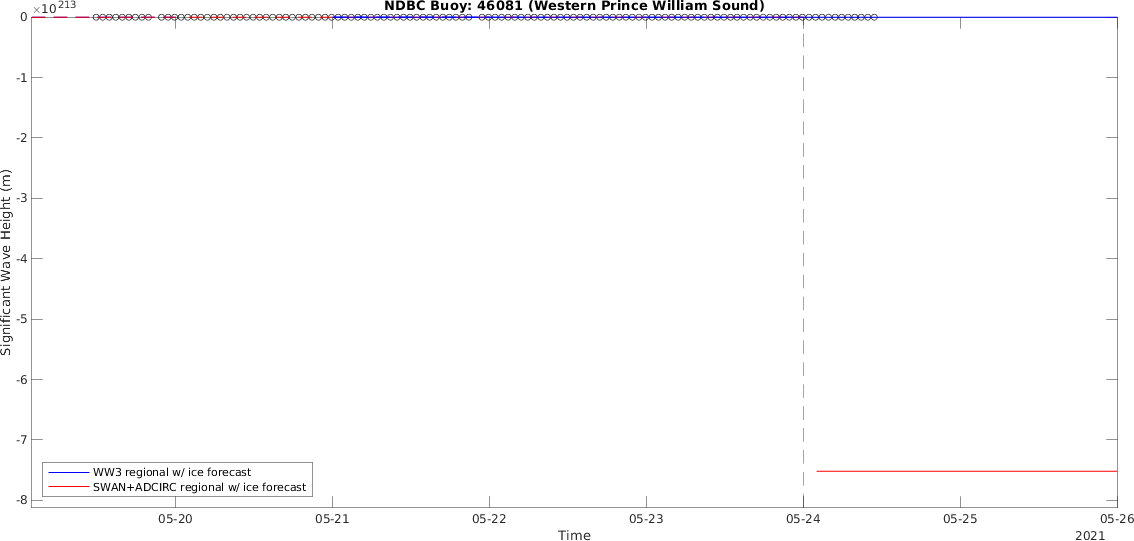 NDBC Buoy: 46081 (Western Prince William Sound)
×10^213
0
-1
-2
-3
-4
-5
-6
-7
-8
Significant Wave Height (m)
WW3 regional w/ ice forecast
SWAN+ADCIRC regional w/ ice forecast
05-20 05-21 05-22 05-23 05-24 05-25 05-26
Time
2021